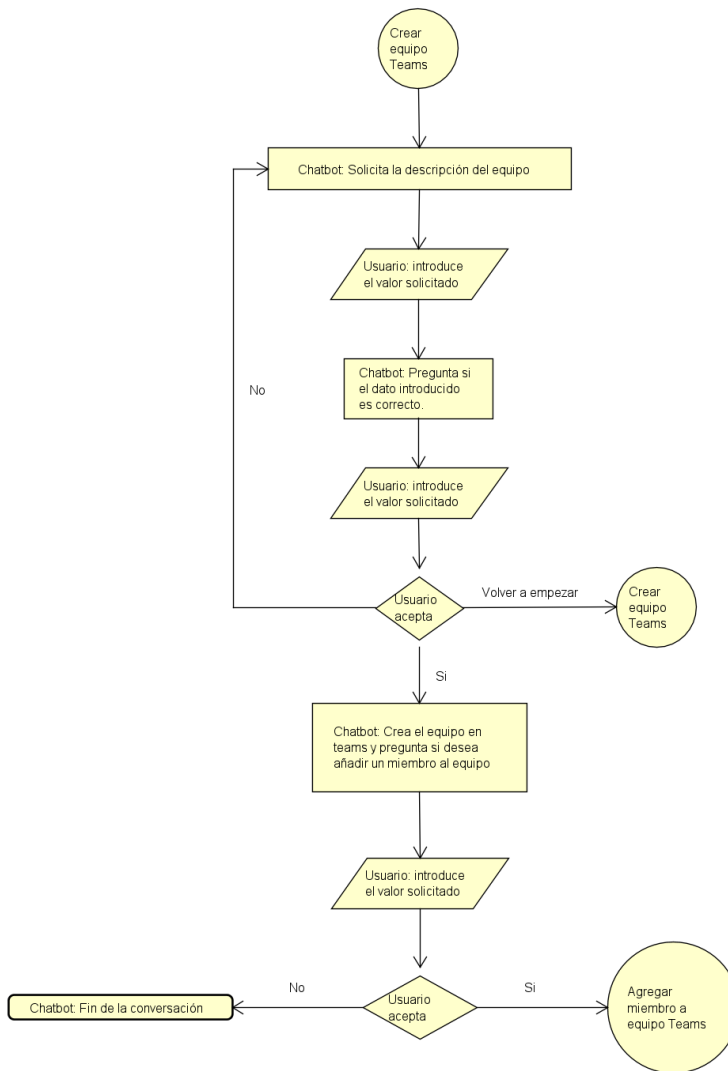 Crear
equipo
Teams
Chatbot: Solicita la descripción del equipo
Usuario: introduce
el valor solicitado
Chatbot: Pregunta si
el dato introducido
es correcto.
No
Usuario: introduce
el valor solicitado
Usuario
acepta
Volver a empezar
Crear
equipo
Teams
Si
Chatbot: Crea el equipo en
teams y pregunta si desea
añadir un miembro al equipo
Usuario: introduce
el valor solicitado
Chatbot: Fin de la conversación
No
Usuario
acepta
Si
Agregar
miembro a
equipo Teams